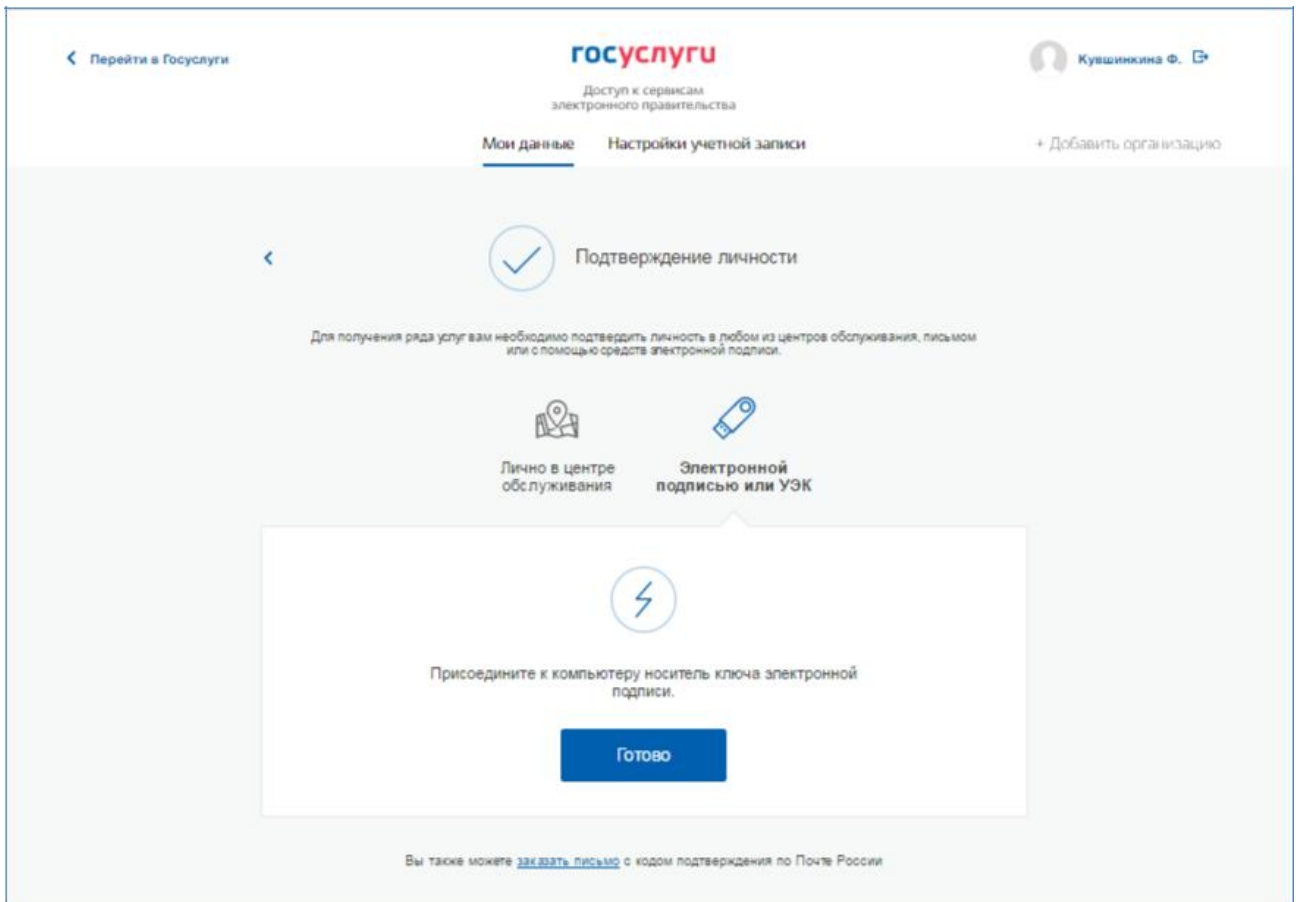 Перейти в Госуслуги
госуслуги
Кувшинкина Ф.
Доступ к сервисам
электронного правительства
Мои данные
Настройки учетной записи
+ Добавить организацию
Подтверждение личности
Для получения ряда услуг вам необходимо подтвердить личность в любом из центров обслуживания, письмом
или с помощью средств электронной подписи.
Лично в центре
обслуживания
Электронной
подписью или УЭК
Присоедините к компьютеру носитель ключа электронной
подписи.
Готово
Вы также можете заказать письмо с кодом подтверждения по Почте России